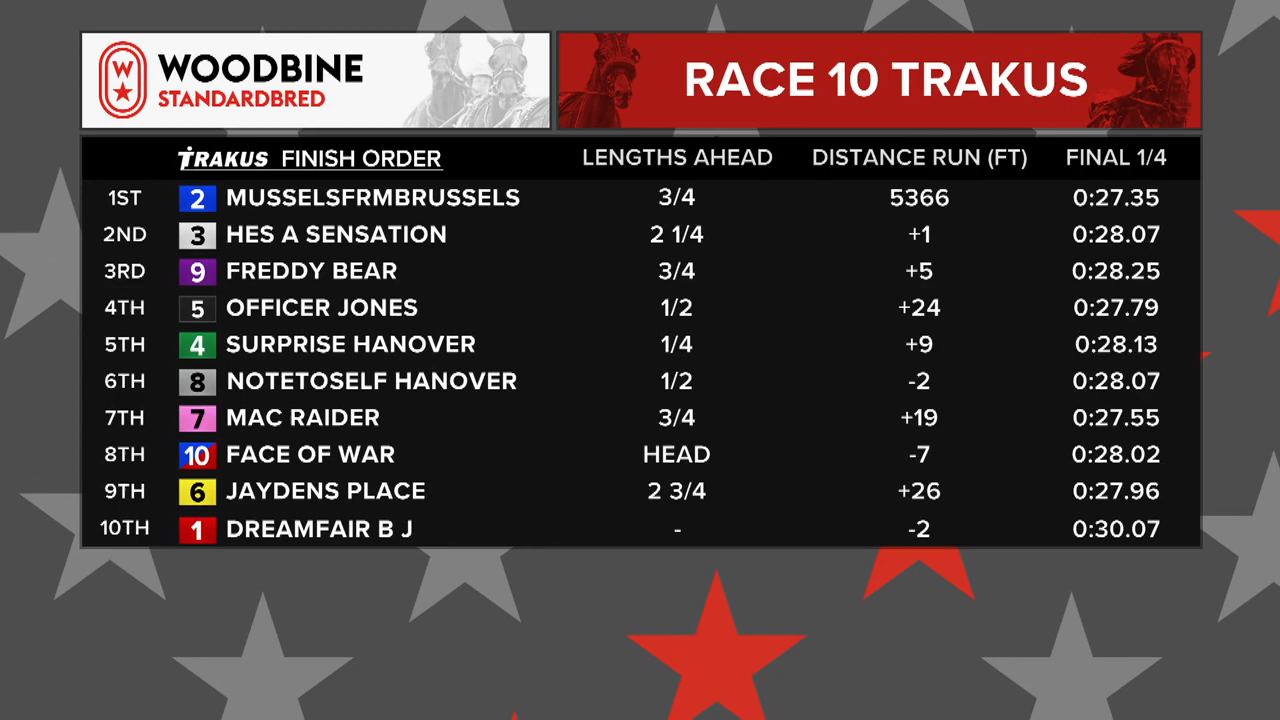 W
WOODBINE
STANDARDBRED
RACE 10 TRAKUS
TRAKUS FINISH ORDER LENGTHS AHEAD DISTANCE RUN (FT) FINAL 1/4
1ST 2 MUSSELSFRMBRUSSELS 3/4 5366 0:27.35
2ND 3 HES A SENSATION 2 1/4 +1 0:28.07
3RD 9 FREDDY BEAR 3/4 +5 0:28.25
4TH 5 OFFICER JONES 1/2 +24 0:27.79
5TH 4 SURPRISE HANOVER 1/4 +9 0:28.13
6TH 8 NOTETOSELF HANOVER 1/2 -2 0:28.07
7TH 7 MAC RAIDER 3/4 +19 0:27.55
8TH 10 FACE OF WAR HEAD -7 0:28.02
9TH 6 JAYDENS PLACE 2 3/4 +26 0:27.96
10TH 1 DREAMFAIR B J - -2 0:30.07